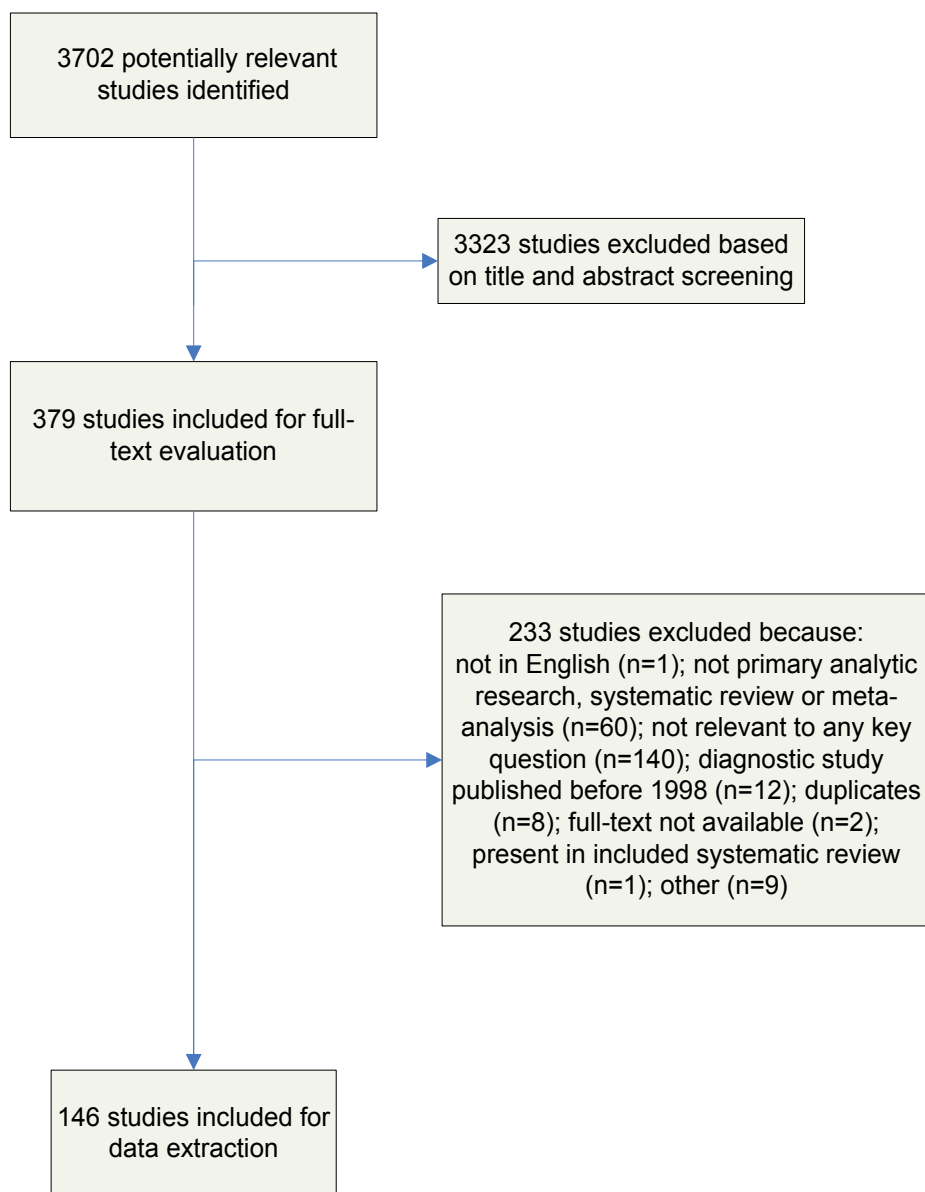 3702 potentially relevant
studies identified
3323 studies excluded based
on title and abstract screening
379 studies included for full-
text evaluation
233 studies excluded because:
not in English (n=1); not primary analytic
research, systematic review or meta-
analysis (n=60); not relevant to any key
question (n=140); diagnostic study
published before 1998 (n=12); duplicates
(n=8); full-text not available (n=2);
present in included systematic review
(n=1); other (n=9)
146 studies included for
data extraction